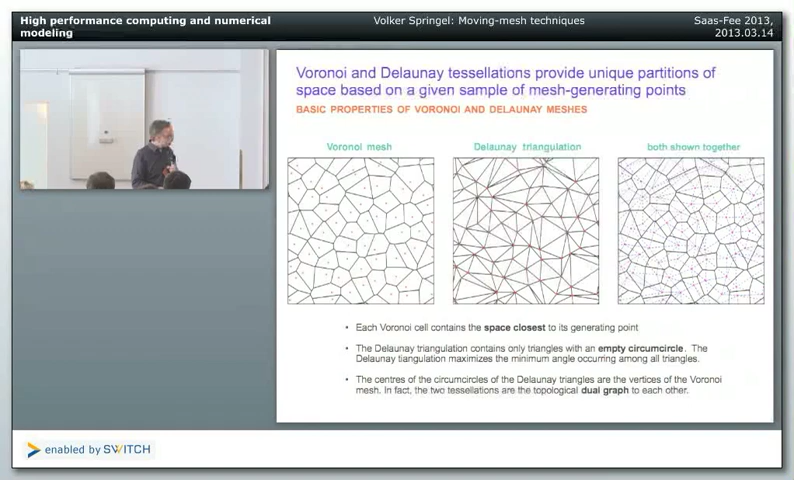 High performance computing and numerical
modeling
Volker Springel: Moving-mesh techniques
Saas-Fee 2013,
2013.03.14
Voronoi and Delaunay tessellations provide unique partitions of
space based on a given sample of mesh-generating points
BASIC PROPERTIES OF VORONOI AND DELAUNAY MESHES
Voronoi mesh
Delaunay triangulation
both shown together
• Each Voronoi cell contains the space closest to its generating point
• The Delaunay triangulation contains only triangles with an empty circumcircle. The
Delaunay tiangulation maximizes the minimum angle occurring among all triangles.
• The centres of the circumcircles of the Delaunay triangles are the vertices of the Voronoi
mesh. In fact, the two tessellations are the topological dual graph to each other.
enabled by SWITCH